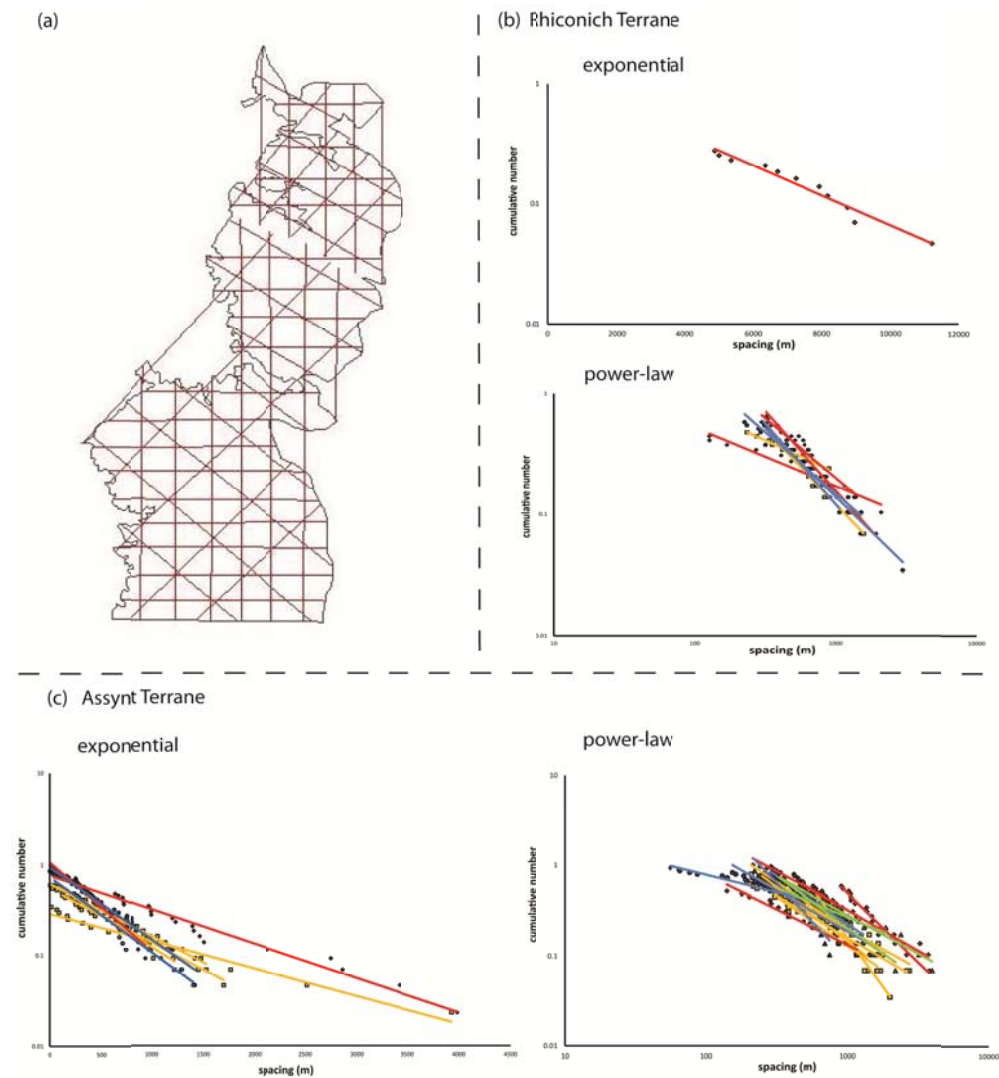 (a)
(b) Rhiconich Terrane
exponential
1
0.1
0.01
cumulative number
0 2000 4000 6000 8000 10000 12000
spacing (m)
power-law
1
0.1
0.01
cumulative number
10 100 1000 10000
spacing (m)
(c) Assynt Terrane
exponential
10
1
0.1
0.01
cumulative number
0 500 1000 1500 2000 2500 3000 3500 4000 4500
spacing (m)
power-law
10
1
0.1
0.01
cumulative number
10 100 1000 10000
spacing (m)